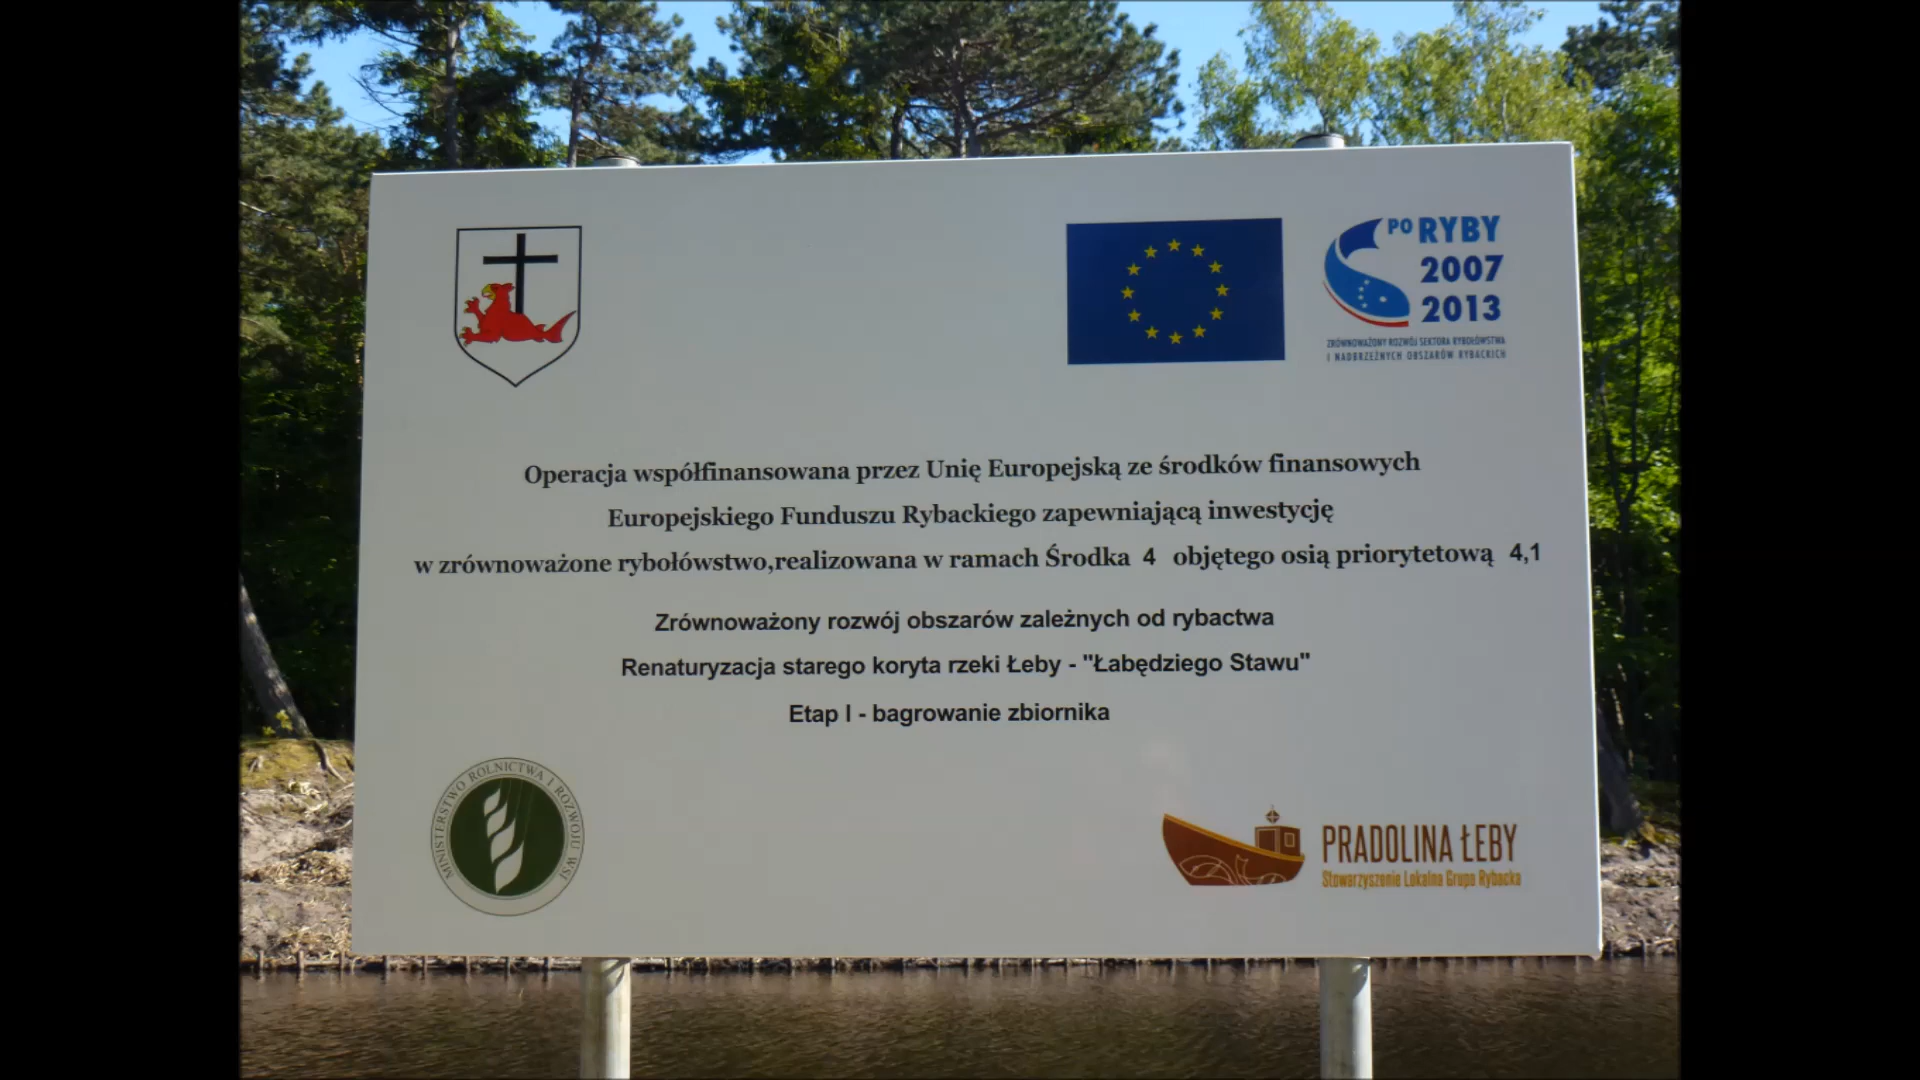 PO RYBY
2007
2013
ZRÓWNOWAŻONY ROZWÓJ SEKTORA RYBOŁÓWSTWA
I NADBRZEŻNYCH OBSZARÓW RYBACKICH
Operacja współfinansowana przez Unię Europejską ze środków finansowych
Europejskiego Funduszu Rybackiego zapewniającą inwestycję
w zrównoważone rybołówstwo,realizowana w ramach Środka 4 objętego osią priorytetową 4,1
Zrównoważony rozwój obszarów zależnych od rybactwa
Renaturyzacja starego koryta rzeki Łeby - "Łabędziego Stawu"
Etap I - bagrowanie zbiornika
MINISTERSTWO ROLNICTWA I ROZWOJU WSI
PRADOLINA ŁEBY
Stowarzyszenie Lokalna Grupa Rybacka